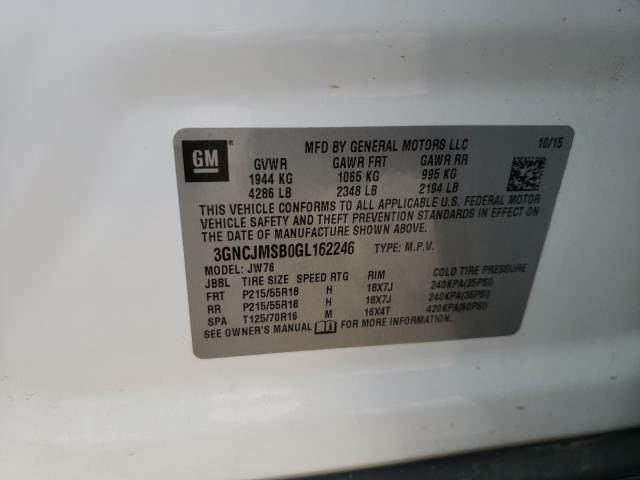 GM
MFD BY GENERAL MOTORS LLC 10/15
GVWR GAWR FRT GAWR RR
1944 KG 1065 KG 995 KG
4286 LB 2348 LB 2194 LB
THIS VEHICLE CONFORMS TO ALL APPLICABLE U.S. FEDERAL MOTOR
VEHICLE SAFETY AND THEFT PREVENTION STANDARDS IN EFFECT ON
THE DATE OF MANUFACTURE SHOWN ABOVE.
3GNCJMSB0GL162246 TYPE: M.P.V.
MODEL: JW76
JBBL TIRE SIZE SPEED RTG RIM COLD TIRE PRESSURE
FRT P215/55R18 H 18X7J 240KPA(35PSI)
RR P215/55R18 H 18X7J 240KPA(35PSI)
SPA T125/70R16 M 16X4T 420KPA(60PSI)
SEE OWNER'S MANUAL FOR MORE INFORMATION